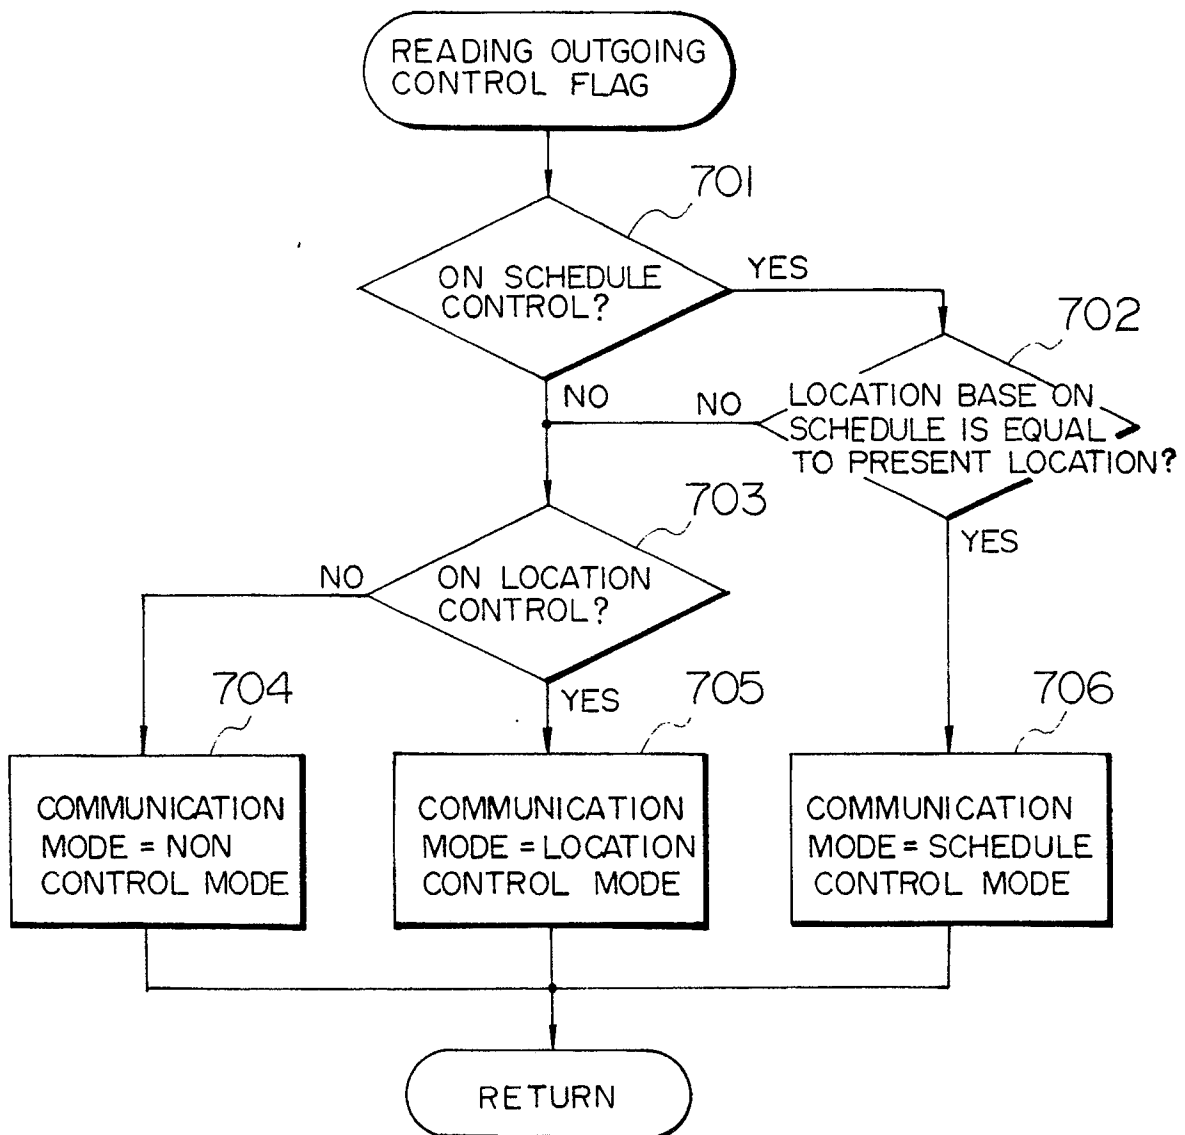 READING OUTGOING
CONTROL FLAG
701
ON SCHEDULE
CONTROL?
YES
702
NO
NO
LOCATION BASE ON
SCHEDULE IS EQUAL
TO PRESENT LOCATION?
703
YES
NO
ON LOCATION
CONTROL?
704
YES
705
706
COMMUNICATION
MODE = NON
CONTROL MODE
COMMUNICATION
MODE = LOCATION
CONTROL MODE
COMMUNICATION
MODE = SCHEDULE
CONTROL MODE
RETURN